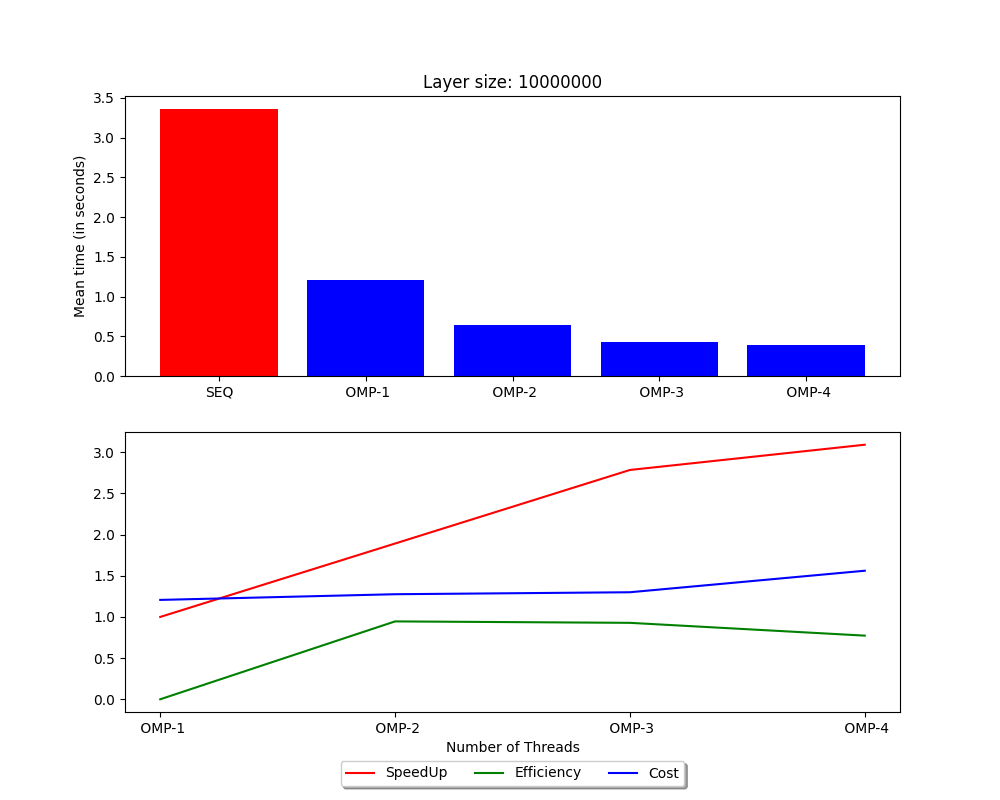 Layer size: 10000000
3.5
3.0
2.5
2.0
1.5
1.0
0.5
0.0
Mean time (in seconds)
SEQ OMP-1 OMP-2 OMP-3 OMP-4
3.0
2.5
2.0
1.5
1.0
0.5
0.0
OMP-1 OMP-2 OMP-3 OMP-4
Number of Threads
SpeedUp Efficiency Cost